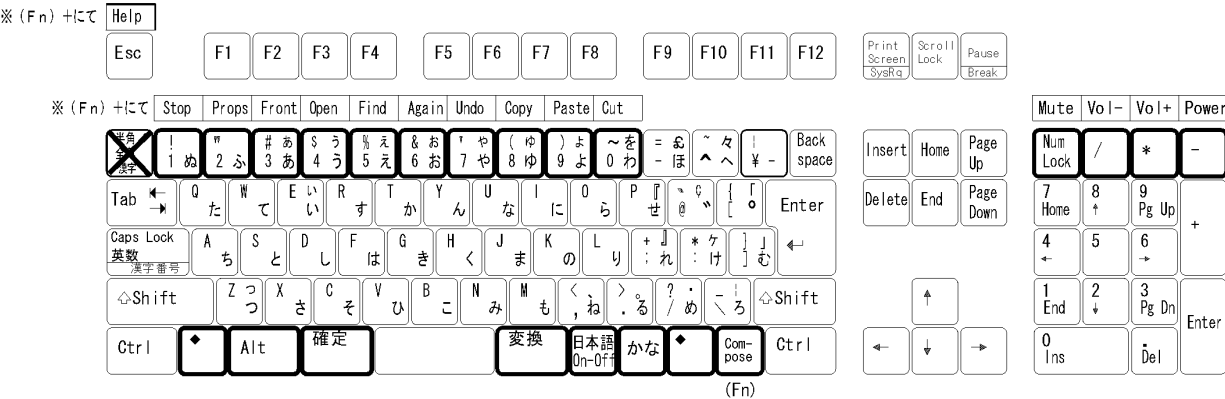 ※(Fn)+にて Help
Esc F1 F2 F3 F4 F5 F6 F7 F8 F9 F10 F11 F12 Print Screen SysRq Scroll Lock Pause Break
※(Fn)+にて Stop Props Front Open Find Again Undo Copy Paste Cut Mute Vol- Vol+ Power
半角 全角 漢字 ! 1 ぬ " 2 ふ # ぁ 3 あ $ ぅ 4 う % ぇ 5 え & ぉ 6 お ' ゃ 7 や ( ゅ 8 ゆ ) ょ 9 よ ~ を 0 わ = £ - ほ ~ 々 ^ へ ¦ ¥ - Back space Insert Home Page Up Num Lock / * -
Tab Q た W て E ぃ い R す T か Y ん U な I に O ら P 『 せ ` ¢ @ ゛ { 「 [ ゜ Enter Delete End Page Down 7 Home 8 ↑ 9 Pg Up +
Caps Lock 英数 漢字番号 A ち S と D し F は G き H く J ま K の L り + 』 ; れ * ヶ : け } 」 ] む ↵ 4 ← 5 6 →
⇧Shift Z っ つ X さ C そ V ひ B こ N み M も < 、 , ね > 。 . る ? ・ / め _ ¦ \ ろ ⇧Shift ↑ 1 End 2 ↓ 3 Pg Dn Enter
Ctrl ◆ Alt 確定 変換 日本語 On-Off かな ◆ Com-pose Ctrl ← ↓ → 0 Ins . Del
(Fn)